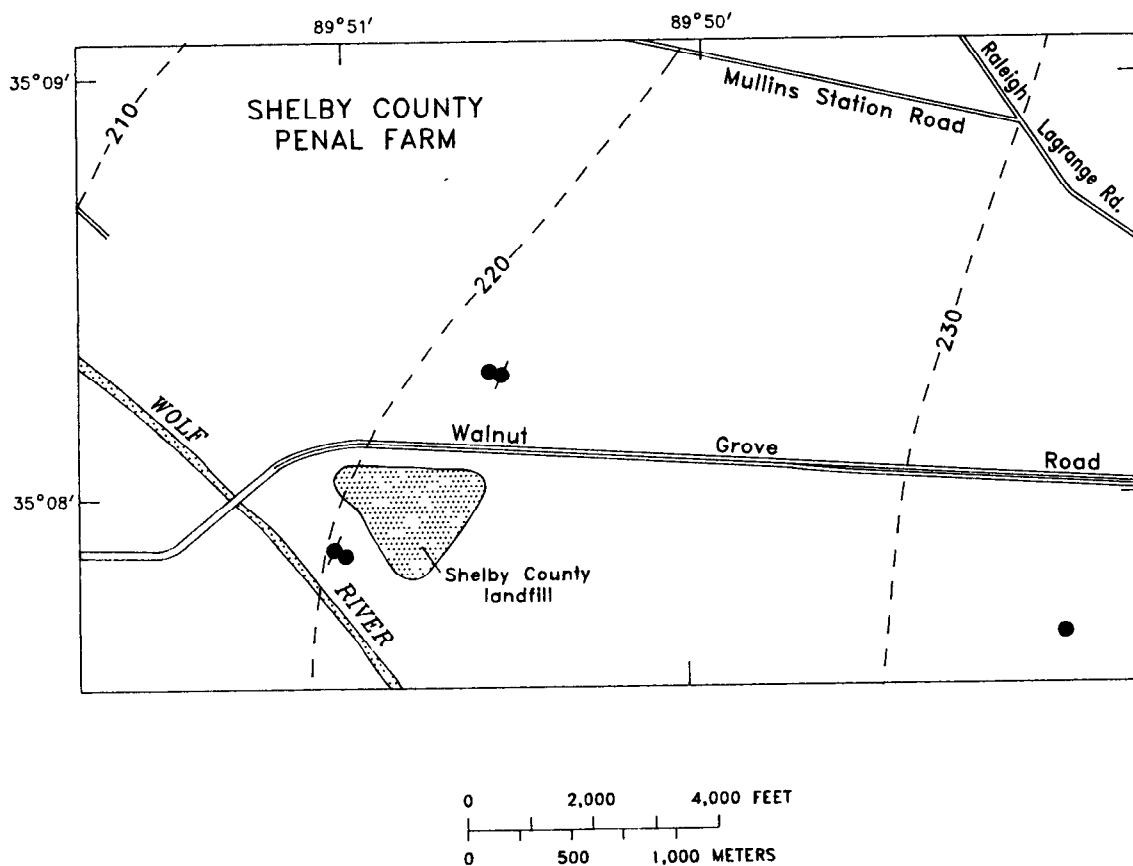 89°51'
89°50'
35°09'
SHELBY COUNTY
PENAL FARM
210
Mullins Station Road
Raleigh
Lagrange Rd.
220
230
WOLF
Walnut Grove Road
35°08'
Shelby County
landfill
RIVER
0 2,000 4,000 FEET
0 500 1,000 METERS